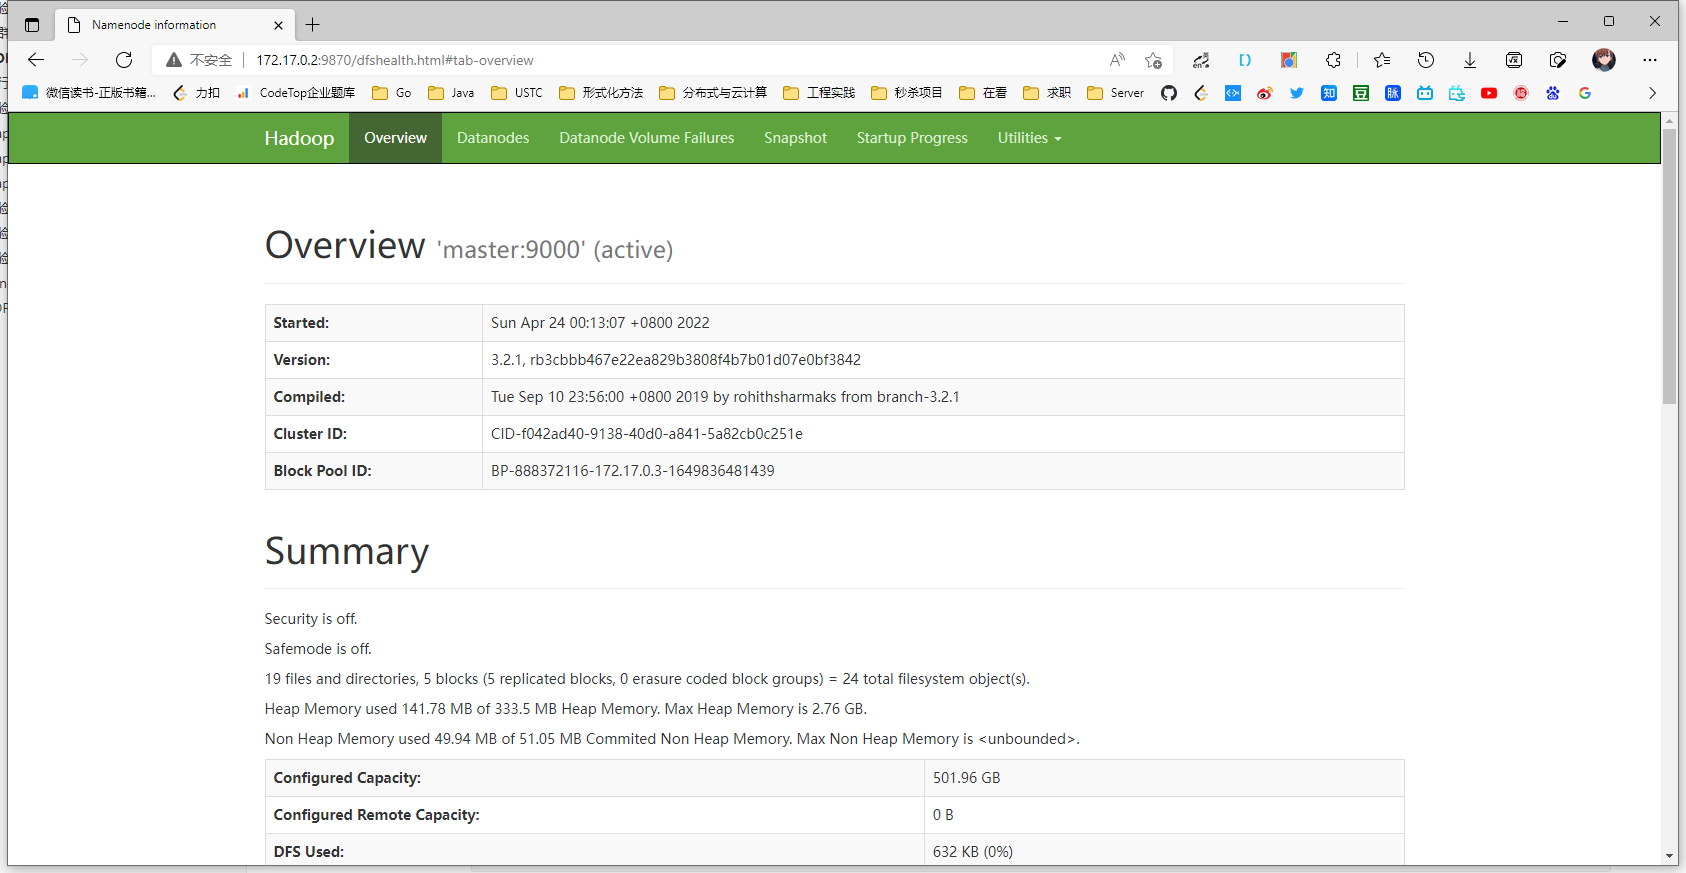 Namenode information
不安全 172.17.0.2:9870/dfshealth.html#tab-overview
微信读书-正版书籍... 力扣 CodeTop企业题库 Go Java USTC 形式化方法 分布式与云计算 工程实践 秒杀项目 在看 求职 Server
Hadoop Overview Datanodes Datanode Volume Failures Snapshot Startup Progress Utilities
Overview 'master:9000' (active)
Started: Sun Apr 24 00:13:07 +0800 2022
Version: 3.2.1, rb3cbbb467e22ea829b3808f4b7b01d07e0bf3842
Compiled: Tue Sep 10 23:56:00 +0800 2019 by rohithsharmaks from branch-3.2.1
Cluster ID: CID-f042ad40-9138-40d0-a841-5a82cb0c251e
Block Pool ID: BP-888372116-172.17.0.3-1649836481439
Summary
Security is off.
Safemode is off.
19 files and directories, 5 blocks (5 replicated blocks, 0 erasure coded block groups) = 24 total filesystem object(s).
Heap Memory used 141.78 MB of 333.5 MB Heap Memory. Max Heap Memory is 2.76 GB.
Non Heap Memory used 49.94 MB of 51.05 MB Commited Non Heap Memory. Max Non Heap Memory is <unbounded>.
Configured Capacity: 501.96 GB
Configured Remote Capacity: 0 B
DFS Used: 632 KB (0%)